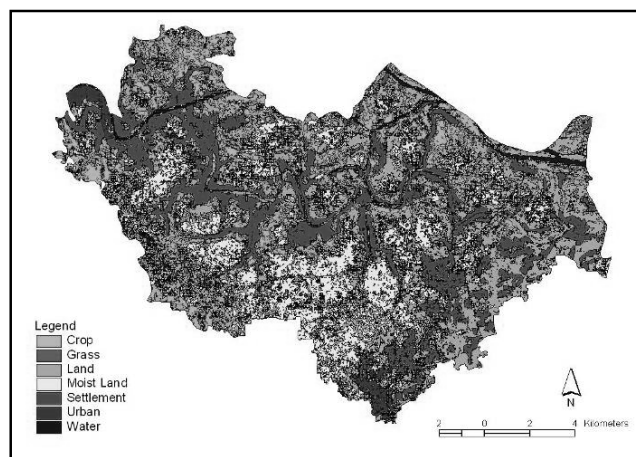 Legend
Crop
Grass
Land
Moist Land
Settlement
Urban
Water
N
2 0 2 4 Kilometers